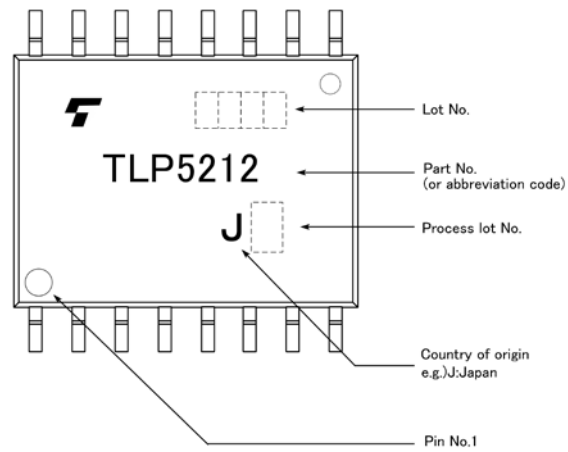 Lot No.
TLP5212
Part No.
(or abbreviation code)
J
Process lot No.
Country of origin
e.g.)J:Japan
Pin No.1